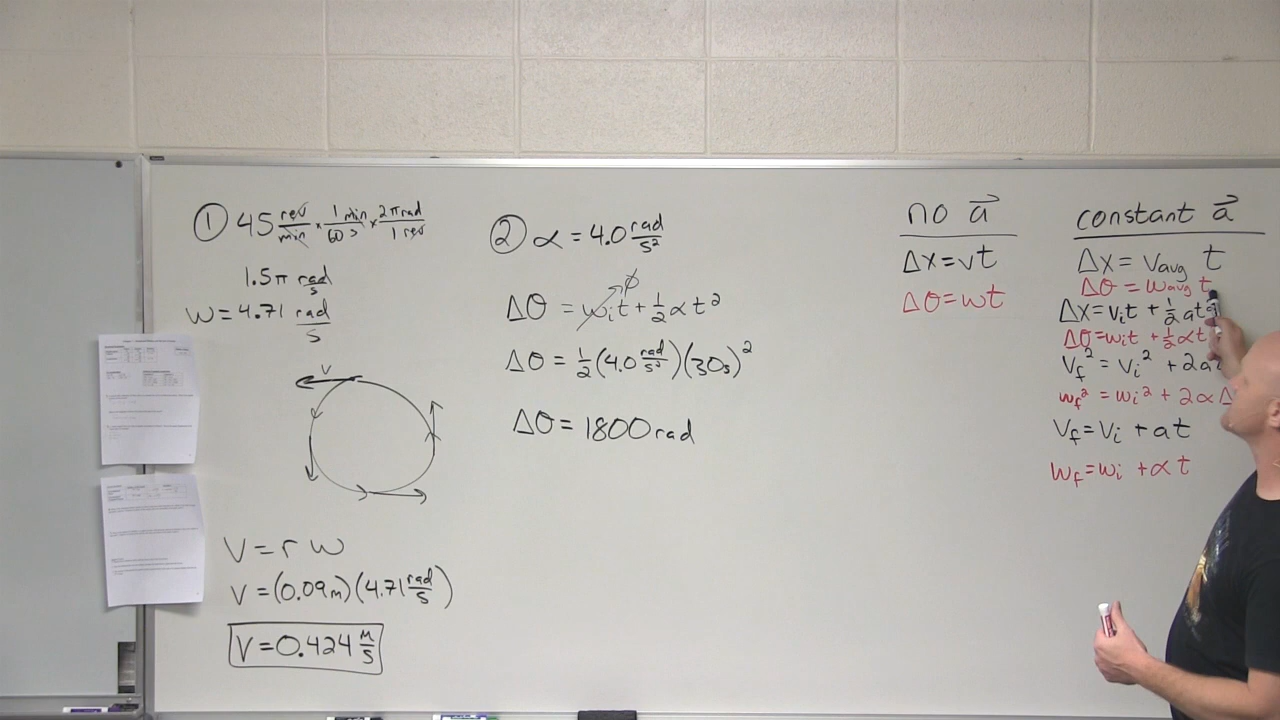 ① 45 rev/min × 1 min/60 s × 2π rad/1 rev
1.5π rad/s
ω = 4.71 rad/s
v
V = r ω
V = (0.09m)(4.71 rad/s)
V = 0.424 m/s
② α = 4.0 rad/s²
Δθ = ωᵢt + ½αt² ∅
Δθ = ½(4.0 rad/s²)(30s)²
Δθ = 1800 rad
no a⃗
Δx = vt
Δθ = ωt
constant a⃗
Δx = Vavg t
Δθ = ωavg t
Δx = vᵢt + ½at²
Δθ = ωᵢt + ½αt
Vf² = Vᵢ² + 2a
ωf² = ωᵢ² + 2αΔ
Vf = Vᵢ + at
ωf = ωᵢ + αt